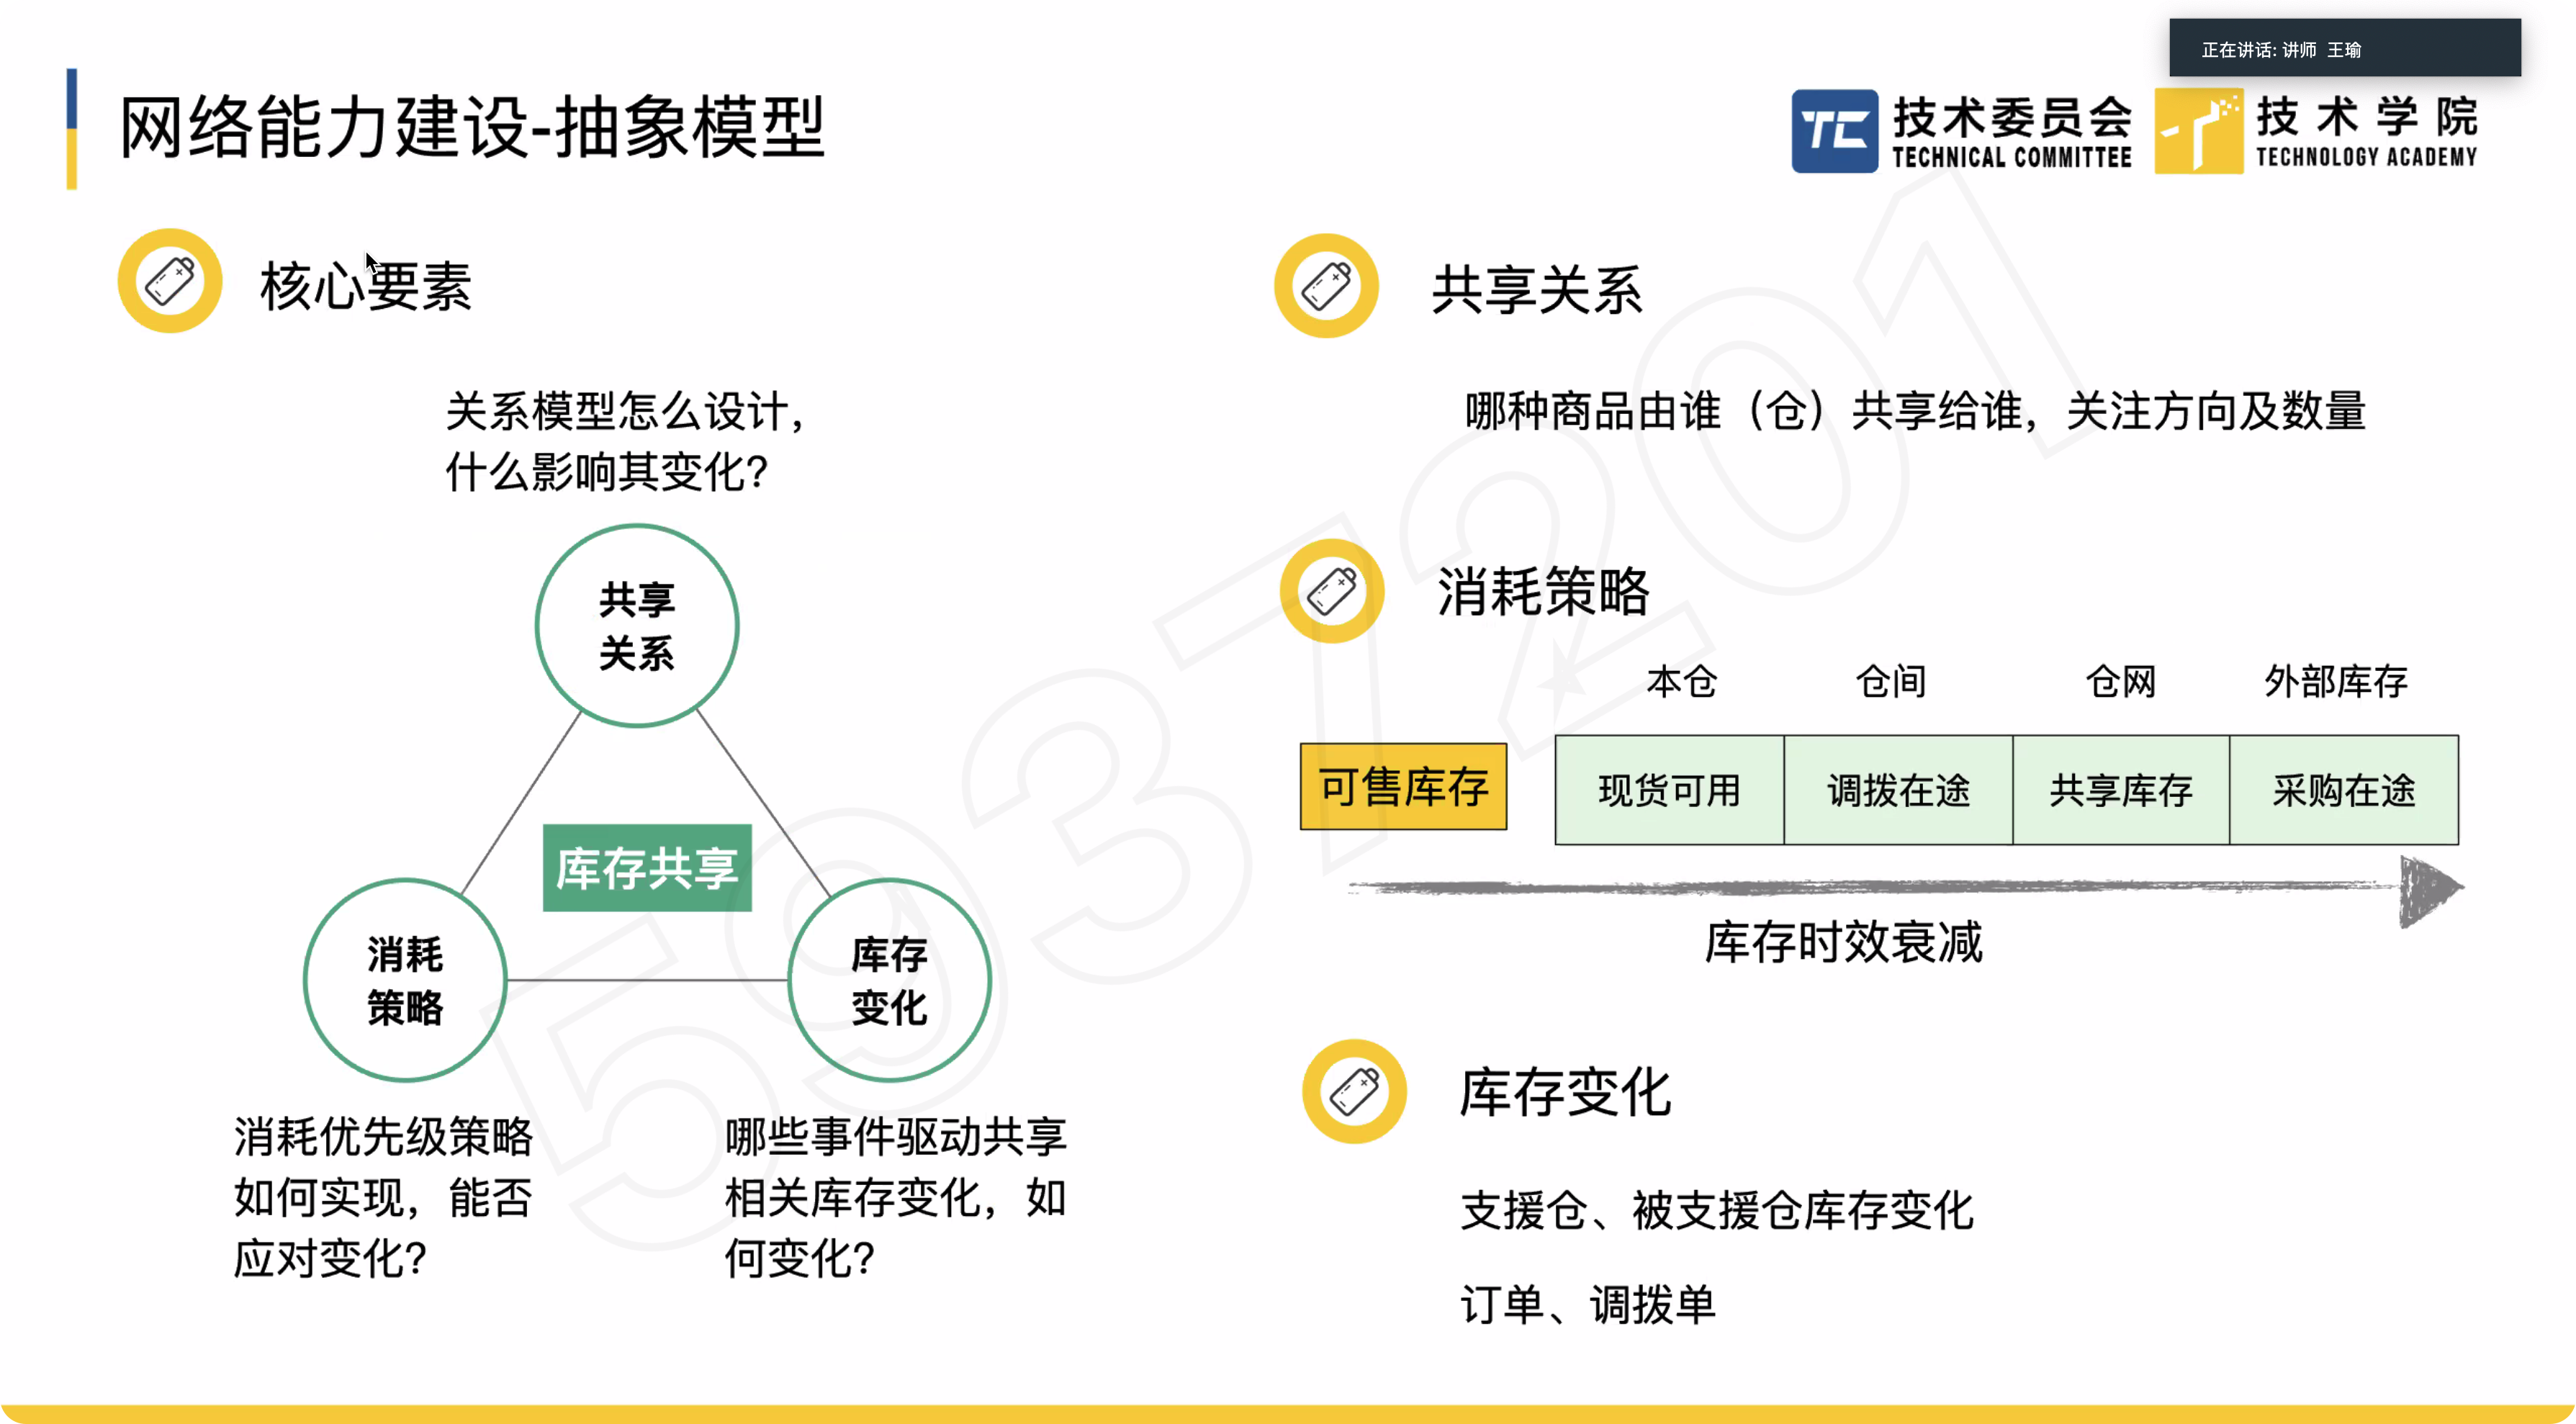 正在讲话: 讲师 王瑜
网络能力建设-抽象模型
技术委员会
TECHNICAL COMMITTEE
技术学院
TECHNOLOGY ACADEMY
核心要素
关系模型怎么设计，
什么影响其变化？
共享
关系
库存共享
消耗
策略
库存
变化
消耗优先级策略
如何实现，能否
应对变化？
哪些事件驱动共享
相关库存变化，如
何变化？
共享关系
哪种商品由谁（仓）共享给谁，关注方向及数量
消耗策略
本仓 仓间 仓网 外部库存
可售库存 现货可用 调拨在途 共享库存 采购在途
库存时效衰减
库存变化
支援仓、被支援仓库存变化
订单、调拨单
5937201